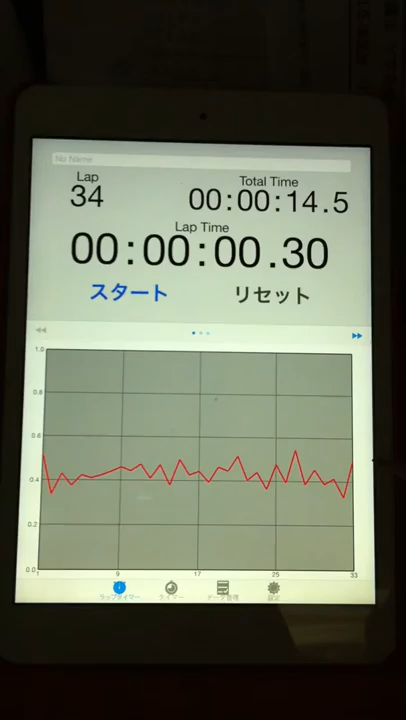 No Name
Lap
34
Total Time
00:00:14.5
Lap Time
00:00:00.30
スタート
リセット
1.0
0.8
0.6
0.4
0.2
0.0
1
9
17
25
33
ラップタイマー
タイマー
データ管理
設定